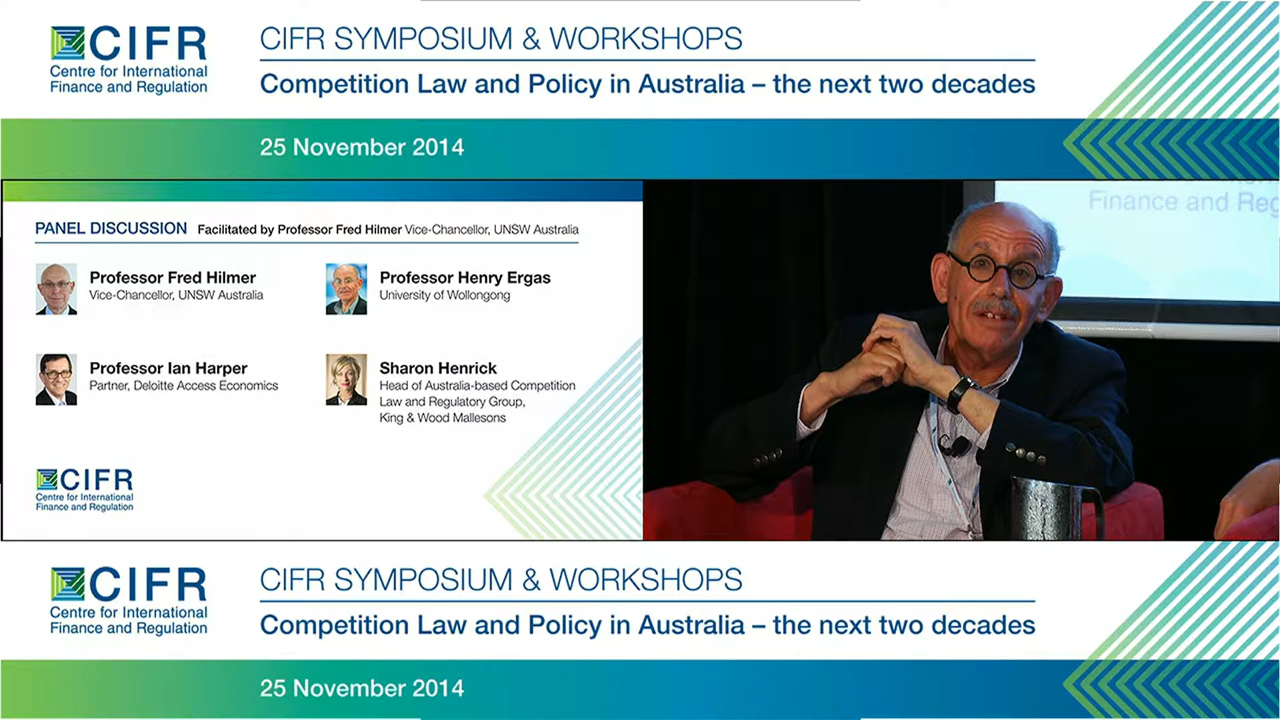 CIFR
Centre for International
Finance and Regulation
CIFR SYMPOSIUM & WORKSHOPS
Competition Law and Policy in Australia – the next two decades
25 November 2014
PANEL DISCUSSION Facilitated by Professor Fred Hilmer Vice-Chancellor, UNSW Australia
Professor Fred Hilmer
Vice-Chancellor, UNSW Australia
Professor Henry Ergas
University of Wollongong
Professor Ian Harper
Partner, Deloitte Access Economics
Sharon Henrick
Head of Australia-based Competition
Law and Regulatory Group,
King & Wood Mallesons
CIFR
Centre for International
Finance and Regulation
Finance and Reg
CIFR
Centre for International
Finance and Regulation
CIFR SYMPOSIUM & WORKSHOPS
Competition Law and Policy in Australia – the next two decades
25 November 2014